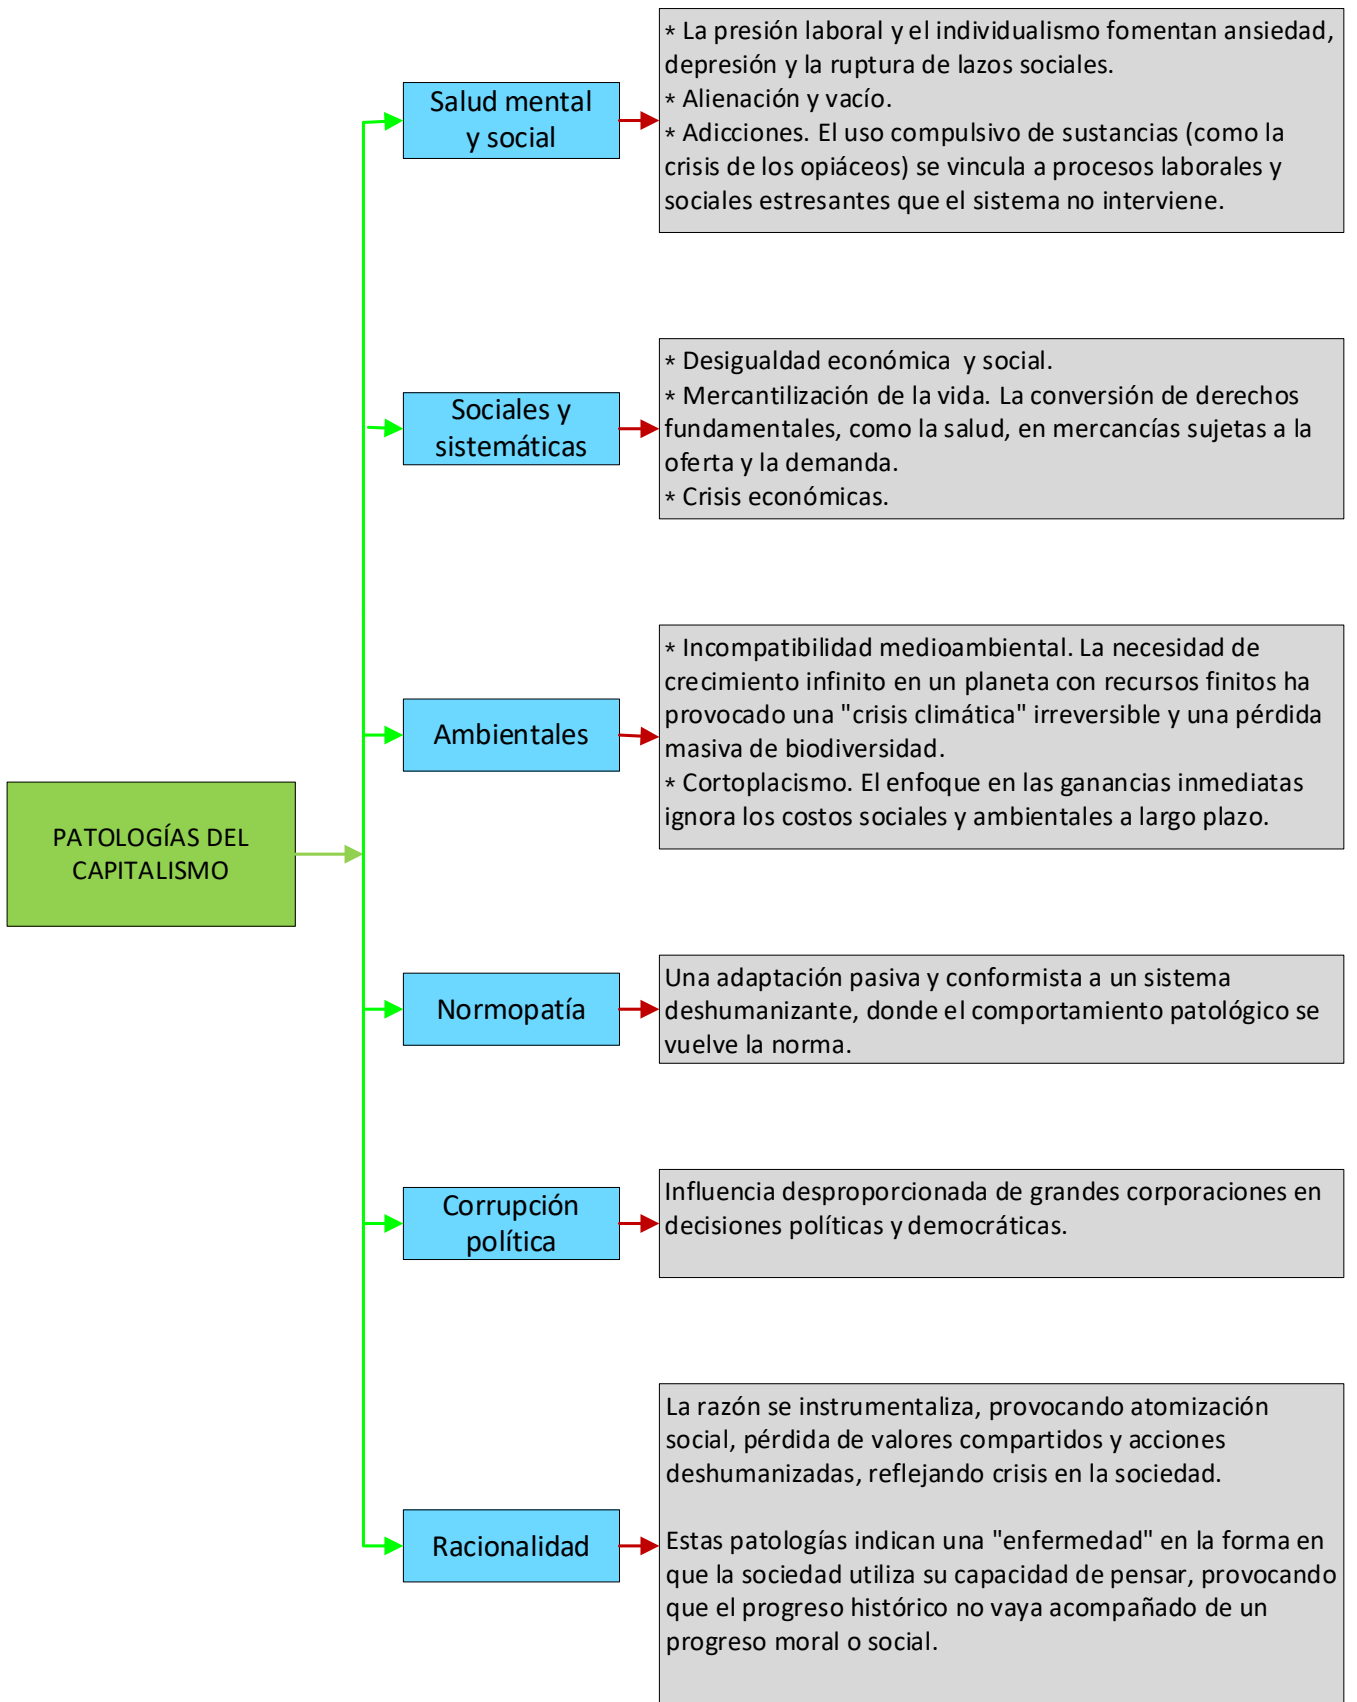 PATOLOGÍAS DEL
CAPITALISMO
Salud mental
y social
* La presión laboral y el individualismo fomentan ansiedad,
depresión y la ruptura de lazos sociales.
* Alienación y vacío.
* Adicciones. El uso compulsivo de sustancias (como la
crisis de los opiáceos) se vincula a procesos laborales y
sociales estresantes que el sistema no interviene.
Sociales y
sistemáticas
* Desigualdad económica  y social.
* Mercantilización de la vida. La conversión de derechos
fundamentales, como la salud, en mercancías sujetas a la
oferta y la demanda.
* Crisis económicas.
Ambientales
* Incompatibilidad medioambiental. La necesidad de
crecimiento infinito en un planeta con recursos finitos ha
provocado una "crisis climática" irreversible y una pérdida
masiva de biodiversidad.
* Cortoplacismo. El enfoque en las ganancias inmediatas
ignora los costos sociales y ambientales a largo plazo.
Normopatía
Una adaptación pasiva y conformista a un sistema
deshumanizante, donde el comportamiento patológico se
vuelve la norma.
Corrupción
política
Influencia desproporcionada de grandes corporaciones en
decisiones políticas y democráticas.
Racionalidad
La razón se instrumentaliza, provocando atomización
social, pérdida de valores compartidos y acciones
deshumanizadas, reflejando crisis en la sociedad.
Estas patologías indican una "enfermedad" en la forma en
que la sociedad utiliza su capacidad de pensar, provocando
que el progreso histórico no vaya acompañado de un
progreso moral o social.